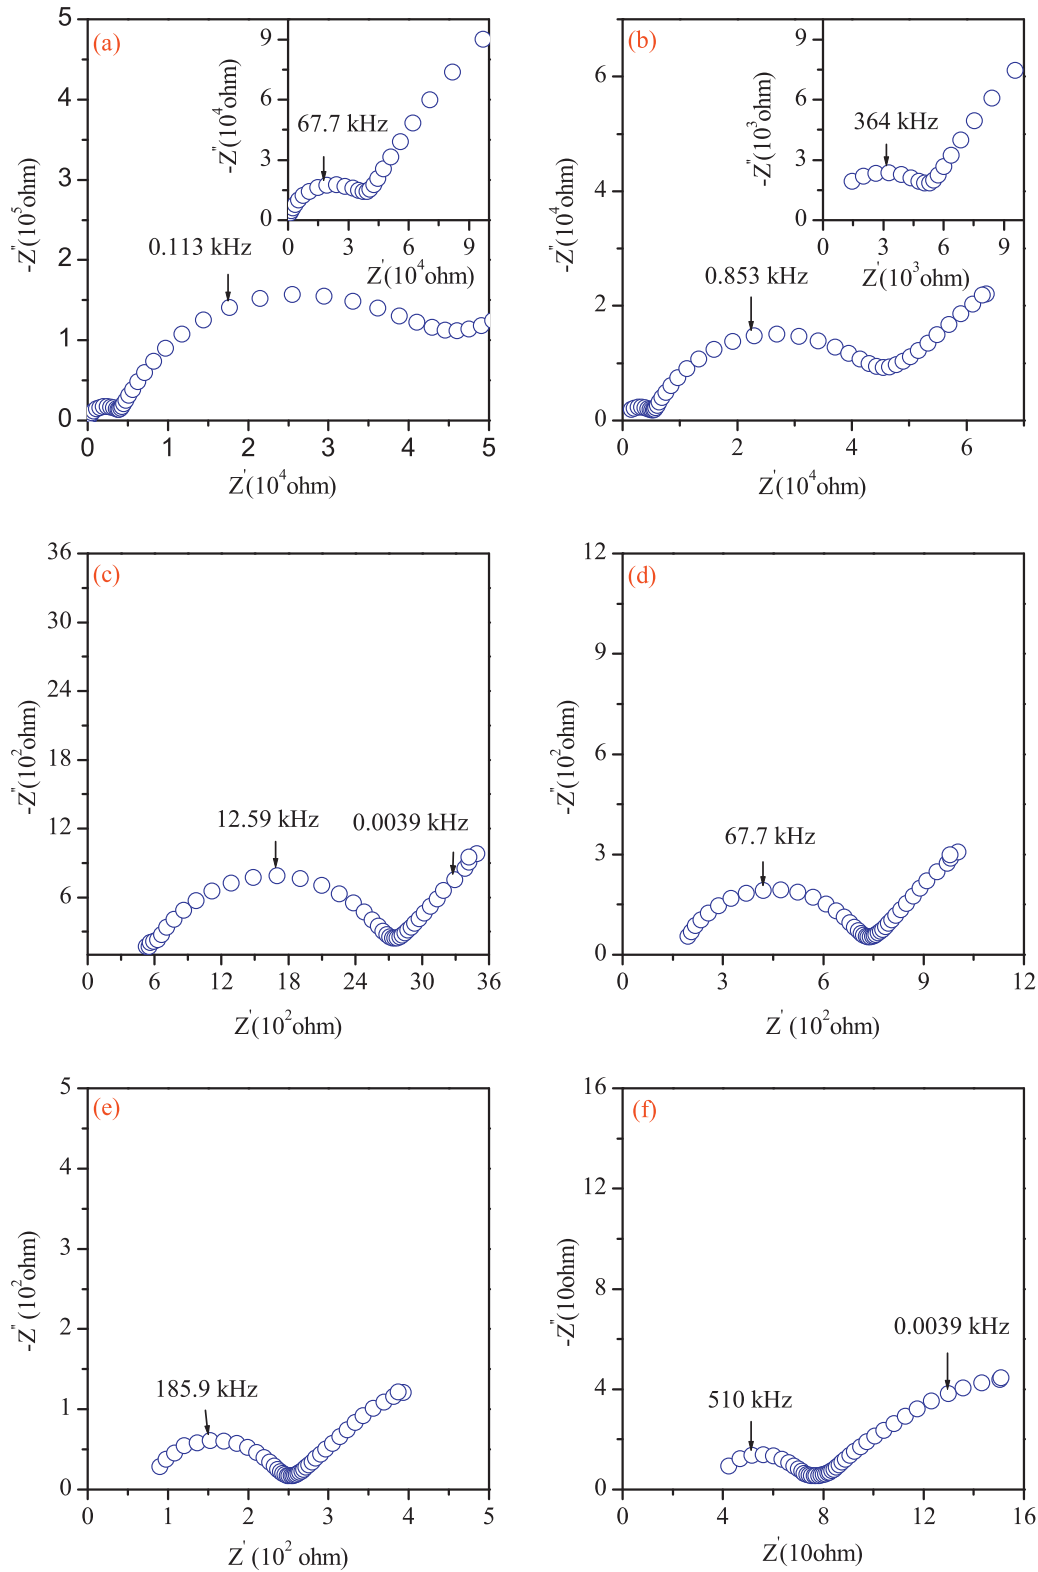 (a)
5
4
3
2
1
0
-Z"(10⁵ohm)
0 1 2 3 4 5
Z'(10⁴ohm)
0.113 kHz
9
6
3
0
-Z"(10⁴ohm)
67.7 kHz
0 3 6 9
Z'(10⁴ohm)
(b)
6
4
2
0
-Z"(10⁴ohm)
0 2 4 6
Z'(10⁴ohm)
0.853 kHz
9
6
3
0
-Z"(10³ohm)
364 kHz
0 3 6 9
Z'(10³ohm)
(c)
36
30
24
18
12
6
-Z"(10²ohm)
12.59 kHz
0.0039 kHz
0 6 12 18 24 30 36
Z'(10²ohm)
(d)
12
9
6
3
0
-Z"(10²ohm)
67.7 kHz
0 3 6 9 12
Z' (10²ohm)
(e)
5
4
3
2
1
0
-Z" (10²ohm)
185.9 kHz
0 1 2 3 4 5
Z' (10² ohm)
(f)
16
12
8
4
0
-Z"(10ohm)
0.0039 kHz
510 kHz
0 4 8 12 16
Z'(10ohm)